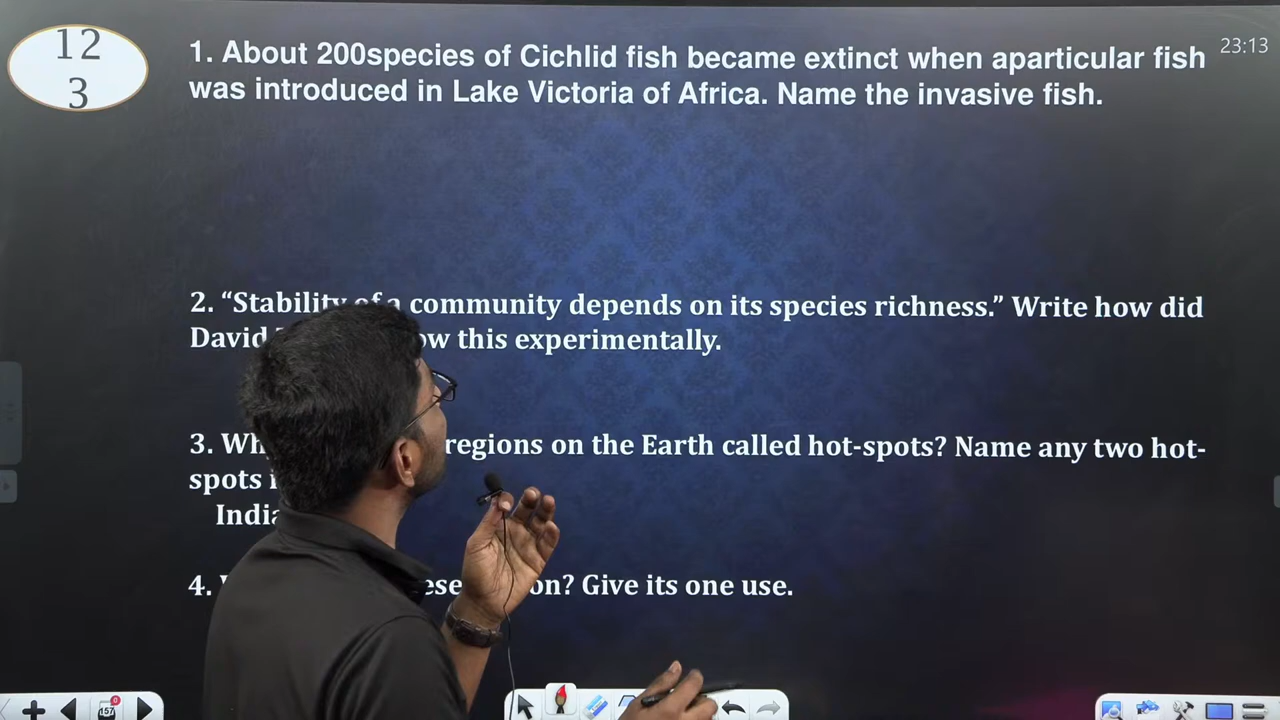 12
3
1. About 200species of Cichlid fish became extinct when aparticular fish
23:13
was introduced in Lake Victoria of Africa. Name the invasive fish.
2. “Stability of a community depends on its species richness.” Write how did
David this experimentally.
3. regions on the Earth called hot-spots? Name any two hot-
spots
India
4. Give its one use.
157
0